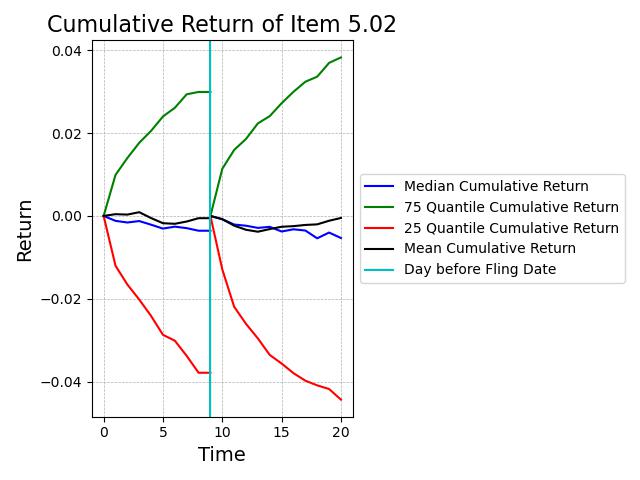 Cumulative Return of Item 5.02
0.04
0.02
0.00
−0.02
−0.04
Return
0 5 10 15 20
Time
Median Cumulative Return
75 Quantile Cumulative Return
25 Quantile Cumulative Return
Mean Cumulative Return
Day before Fling Date